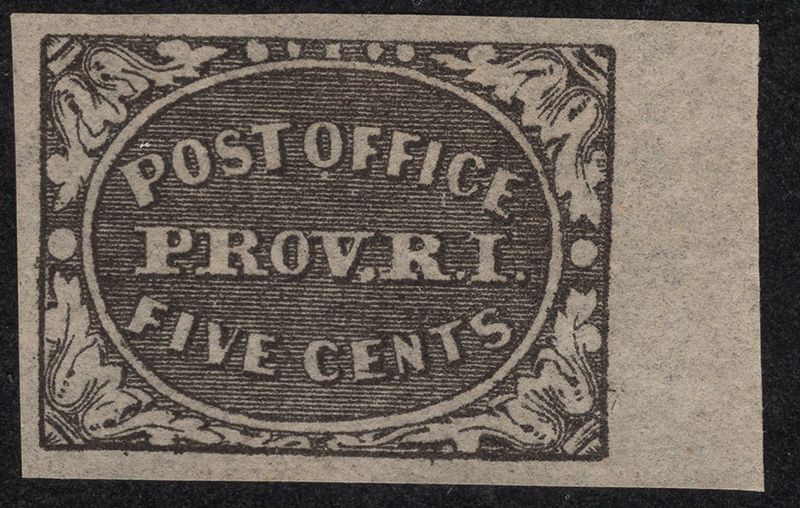 POST OFFICE
PROV. R. I.
FIVE CENTS